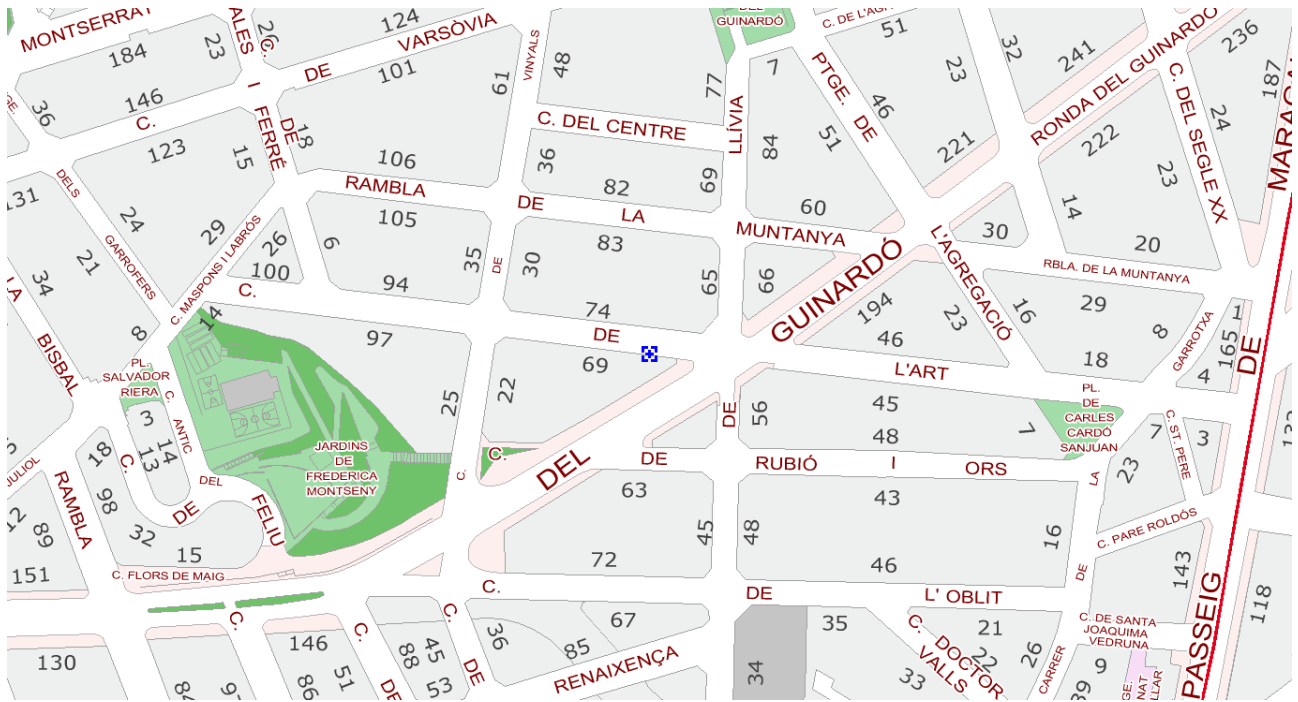 MONTSERRAT
124
C. DE VARSÒVIA
184
23
146
101
61
36
C.
DE
FERRÉ
ALES I
VINYALS
48
DEL
GUINARDÓ
C. DE L'AGR
51
7
77
PTGE. DE
46
23
32
241
RONDA DEL GUINARDÓ
236
187
24
C. DEL SEGLE XX
MARAGA
C. DEL CENTRE
LLÍVIA
84
51
221
222
23
14
123
15
18
106
36
82
69
60
131
DELS
GARROFERS
24
29
21
34
8
C. MASPONS I LABRÓS
RAMBLA DE LA MUNTANYA
105
26
6
100
94
35
DE
30
83
65
74
66
GUINARDÓ
L'AGREGACIÓ
30
20
RBLA. DE LA MUNTANYA
LA
BISBAL
14
97
C.
DE
L'ART
69
22
25
194
46
23
16
29
8
18
GARROTXA
1
165
4
DE
PL.
SALVADOR
RIERA
C. ANTIC
3
14
13
DEL
JARDINS
DE
FREDERICA
MONTSENY
C.
DEL
DE
56
45
48
7
PL.
DE
CARLES
CARDÓ
SANJUAN
C. ST. PERE
7
3
23
LA
C.
DE
RUBIÓ I ORS
JULIOL
RAMBLA
18
98
C.
DE
FELIU
32
15
12
89
151
63
45
72
43
48
46
16
C. PARE ROLDÓS
143
118
C. FLORS DE MAIG
C.
DE
L' OBLIT
DE
C. DE SANTA
JOAQUIMA
VEDRUNA
PASSEIG
130
C.
146
51
86
C.
DE
45
88
53
C.
DE
36
67
85
RENAIXENÇA
34
35
33
C. DOCTOR
VALLS
21
22
26
CARRER
9